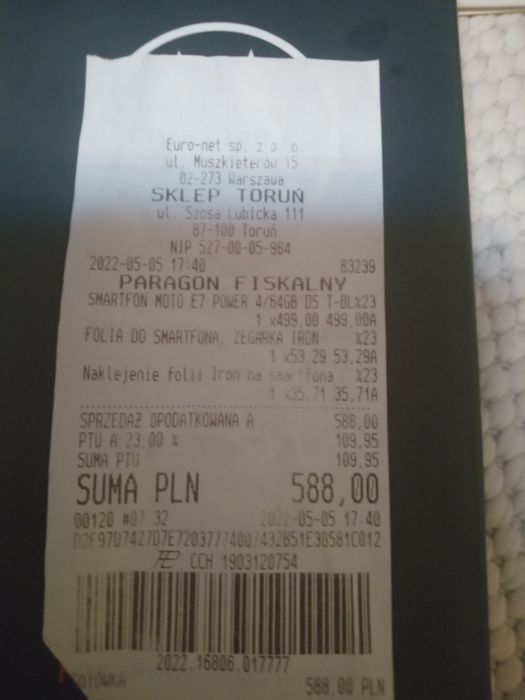 Euro-net sp. z o. o.
ul. Muszkieterów 15
02-273 Warszawa
SKLEP TORUŃ
ul. Szosa Lubicka 111
87-100 Toruń
NIP 527-00-05-984
2022-05-05 17:40 83239
PARAGON FISKALNY
SMARTFON MOTO E7 POWER 4/64GB DS T-BL%23
1 x499,00 499,00A
FOLIA DO SMARTFONA, ZEGARKA IRON %23
1 x53,29 53,29A
Naklejenie folii Iron na smartfona %23
1 x35,71 35,71A
SPRZEDAŻ OPODATKOWANA A 588,00
PTU A 23,00 % 109,95
SUMA PTU 109,95
SUMA PLN 588,00
00120 #07 32 2022-05-05 17:40
D2F97D7427D7E72037774007432B51E38581C012
CCH 1903120754
2022.16806.017777
GOTÓWKA 588,00 PLN